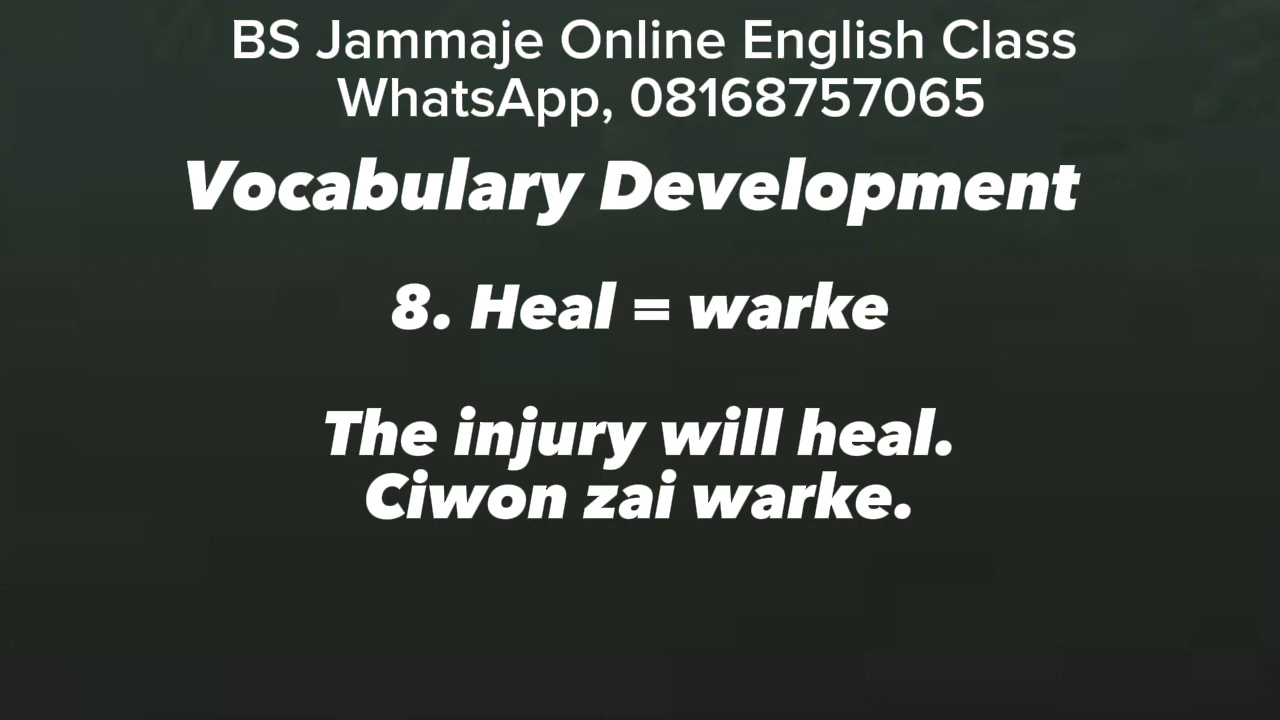 BS Jammaje Online English Class
WhatsApp, 08168757065
Vocabulary Development
8. Heal = warke
The injury will heal.
Ciwon zai warke.